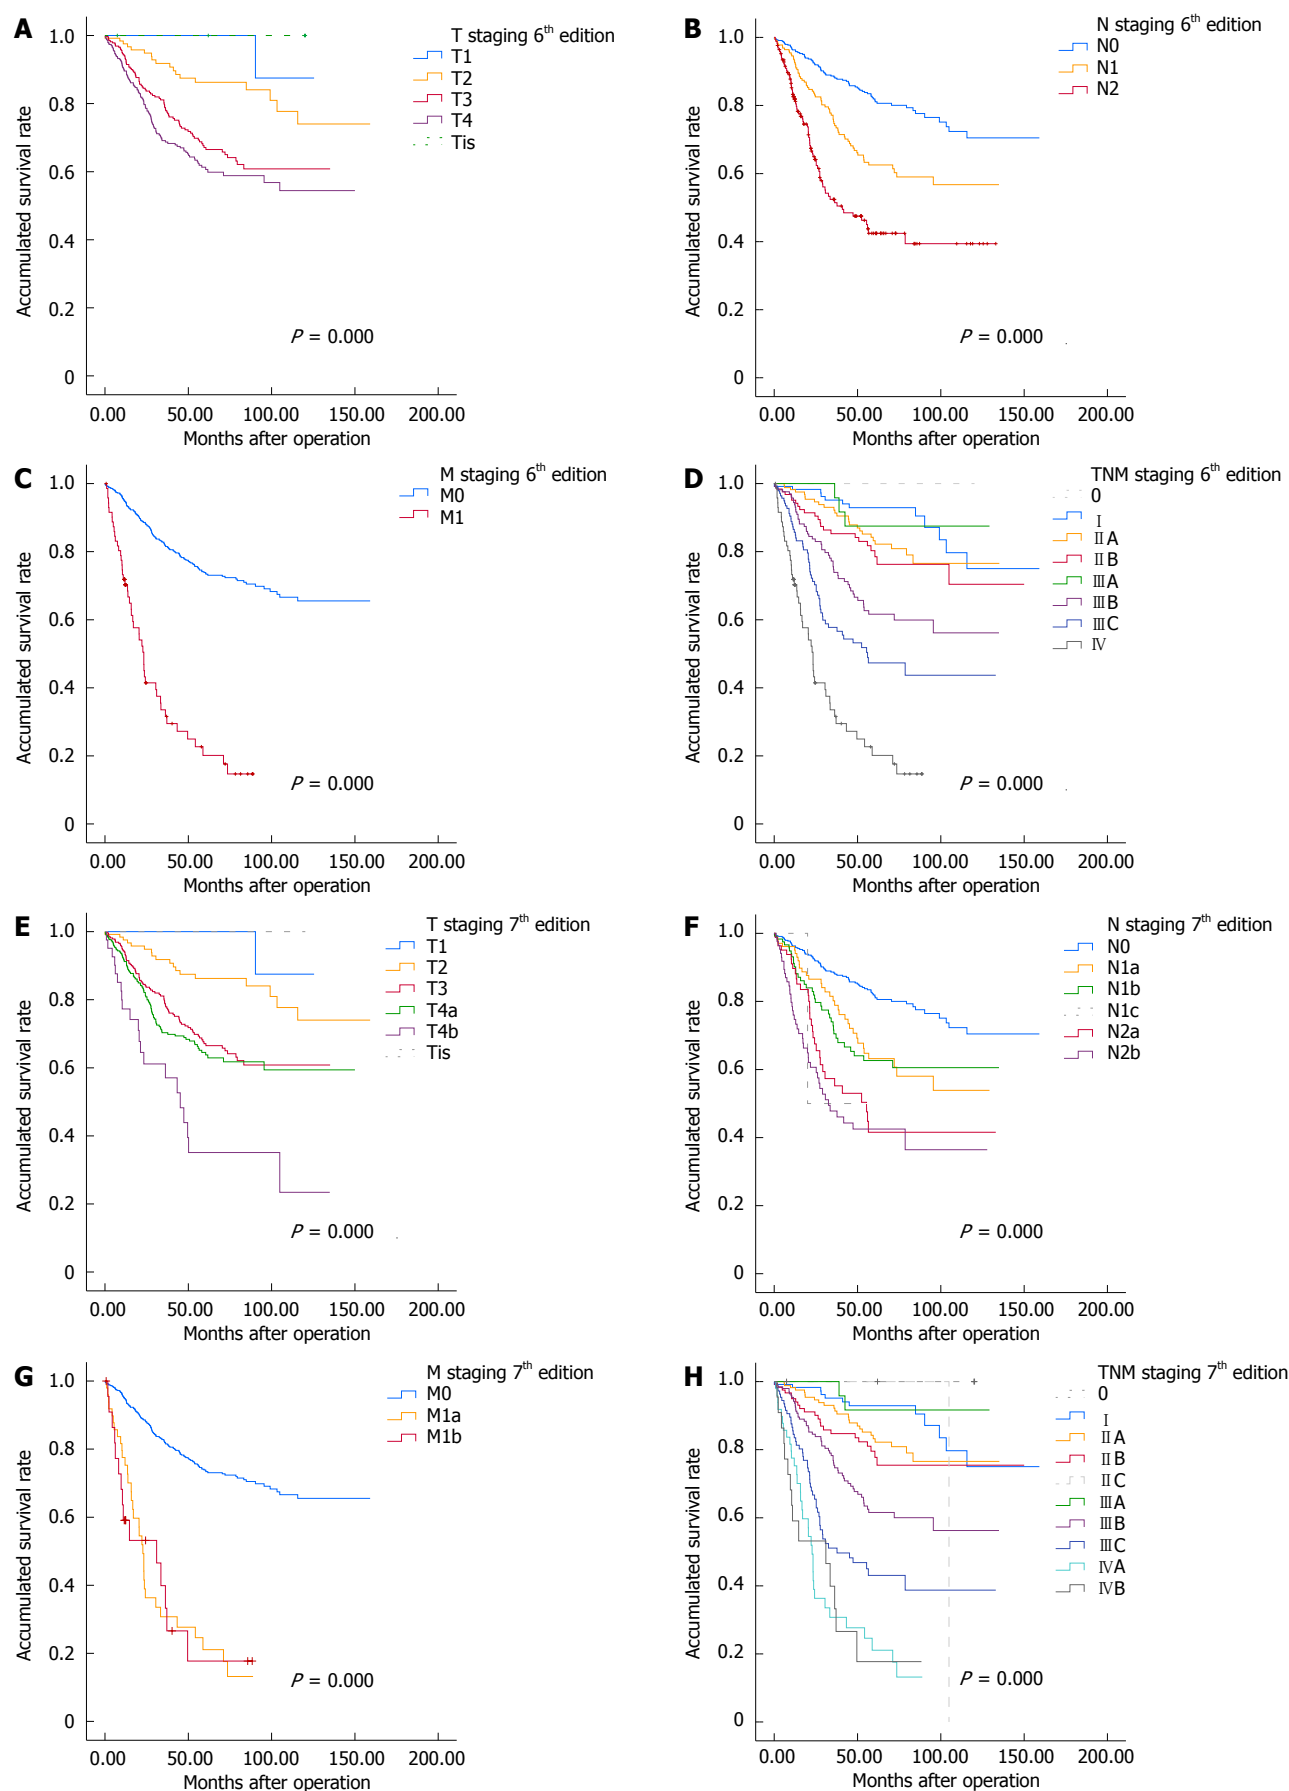 A
T staging 6th edition
T1
T2
T3
T4
Tis
Accumulated survival rate
1.0
0.8
0.6
0.4
0.2
0
P = 0.000
0.00 50.00 100.00 150.00 200.00
Months after operation
B
N staging 6th edition
N0
N1
N2
Accumulated survival rate
1.0
0.8
0.6
0.4
0.2
0
P = 0.000
0.00 50.00 100.00 150.00 200.00
Months after operation
C
M staging 6th edition
M0
M1
Accumulated survival rate
1.0
0.8
0.6
0.4
0.2
0
P = 0.000
0.00 50.00 100.00 150.00 200.00
Months after operation
D
TNM staging 6th edition
0
Ⅰ
ⅡA
ⅡB
ⅢA
ⅢB
ⅢC
Ⅳ
Accumulated survival rate
1.0
0.8
0.6
0.4
0.2
0
P = 0.000
0.00 50.00 100.00 150.00 200.00
Months after operation
E
T staging 7th edition
T1
T2
T3
T4a
T4b
Tis
Accumulated survival rate
1.0
0.8
0.6
0.4
0.2
0
P = 0.000
0.00 50.00 100.00 150.00 200.00
Months after operation
F
N staging 7th edition
N0
N1a
N1b
N1c
N2a
N2b
Accumulated survival rate
1.0
0.8
0.6
0.4
0.2
0
P = 0.000
0.00 50.00 100.00 150.00 200.00
Months after operation
G
M staging 7th edition
M0
M1a
M1b
Accumulated survival rate
1.0
0.8
0.6
0.4
0.2
0
P = 0.000
0.00 50.00 100.00 150.00 200.00
Months after operation
H
TNM staging 7th edition
0
Ⅰ
ⅡA
ⅡB
ⅡC
ⅢA
ⅢB
ⅢC
ⅣA
ⅣB
Accumulated survival rate
1.0
0.8
0.6
0.4
0.2
0
P = 0.000
0.00 50.00 100.00 150.00 200.00
Months after operation